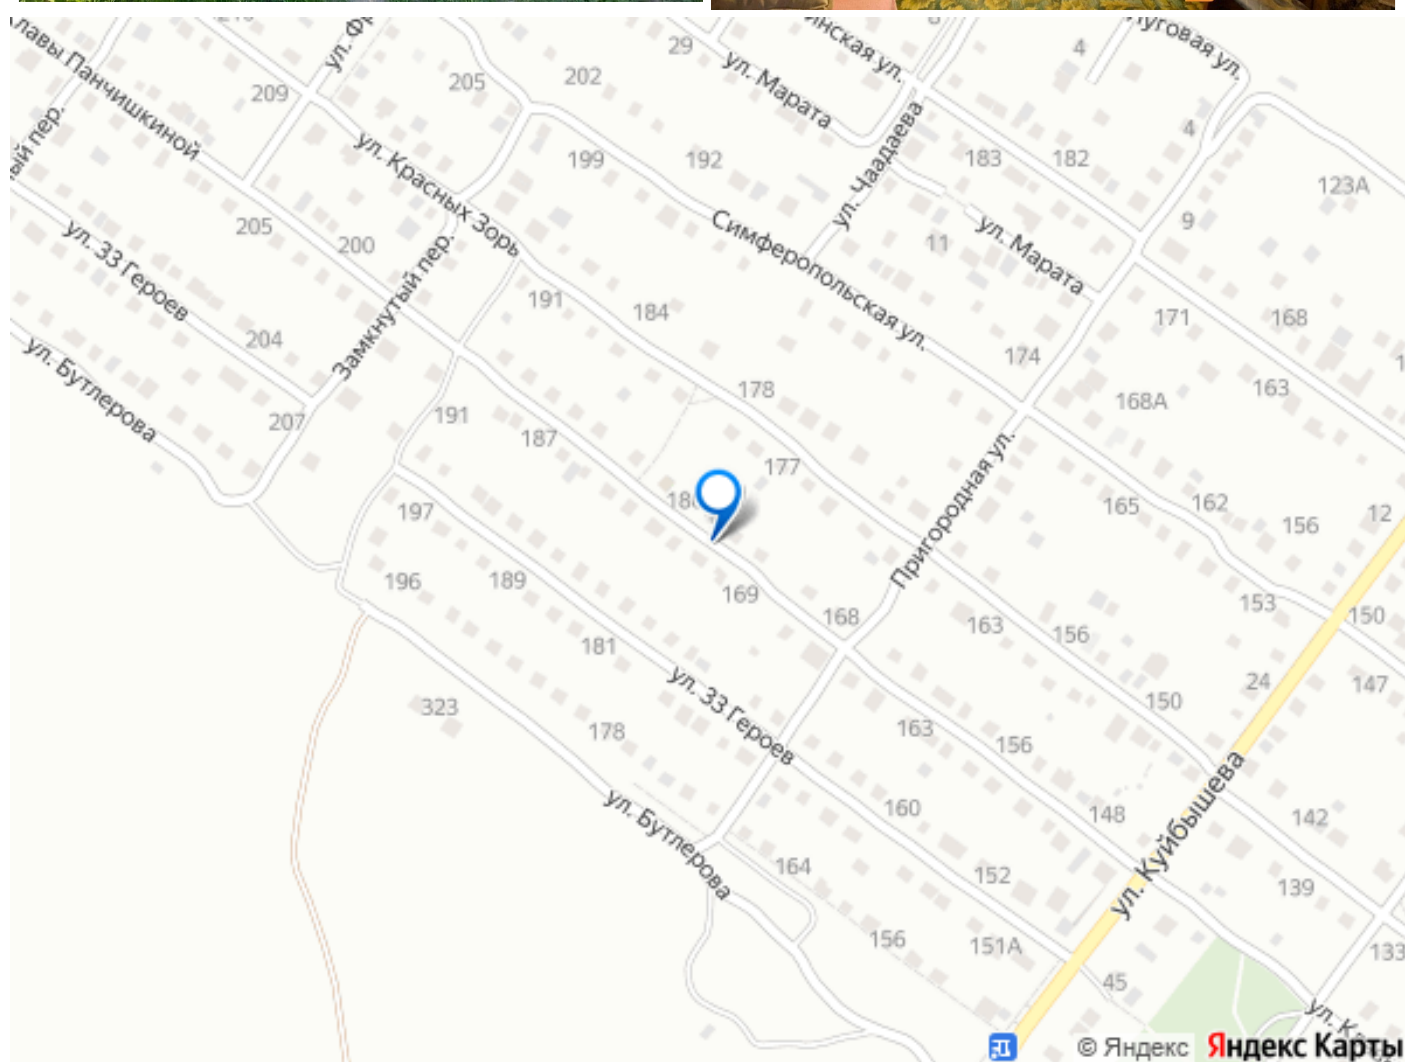 209
205
202
29
ул. Марата
4
Луговая ул.
4
лавы Панчишкиной
ул. Красных Зорь
199
192
ул. Чаадаева
183
182
123А
9
205
200
Симферопольская ул.
11
ул. Марата
ул. 33 Героев
Замкнутый пер.
191
184
171
168
204
174
163
ул. Бутлерова
178
168А
207
191
187
177
Пригородная ул.
165
162
156
12
197
196
189
169
168
153
150
181
163
156
323
ул. 33 Героев
178
163
156
150
24
147
ул. Бутлерова
160
148
ул. Куйбышева
142
164
152
139
156
151А
45
133
© Яндекс
Яндекс Карты